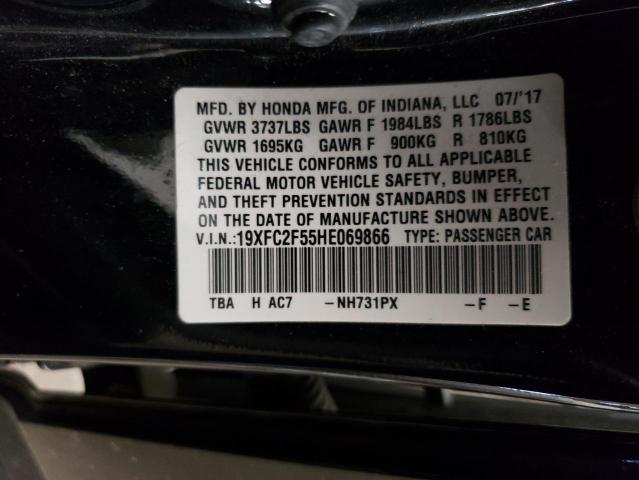 MFD. BY HONDA MFG. OF INDIANA, LLC 07/'17
GVWR 3737LBS GAWR F 1984LBS R 1786LBS
GVWR 1695KG GAWR F 900KG R 810KG
THIS VEHICLE CONFORMS TO ALL APPLICABLE
FEDERAL MOTOR VEHICLE SAFETY, BUMPER,
AND THEFT PREVENTION STANDARDS IN EFFECT
ON THE DATE OF MANUFACTURE SHOWN ABOVE.
V.I.N.:19XFC2F55HE069866 TYPE: PASSENGER CAR
TBA H AC7 –NH731PX –F –E